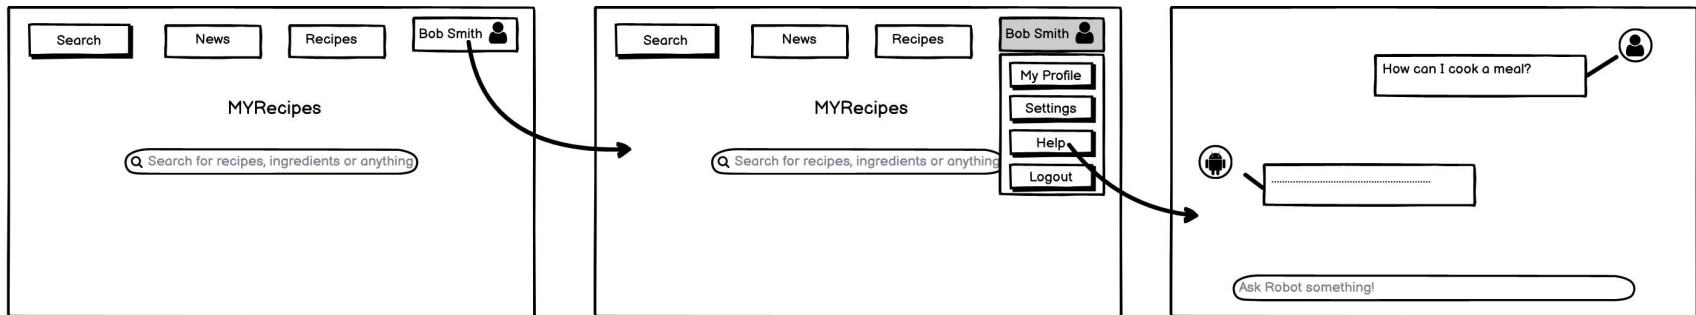 Search
News
Recipes
Bob Smith
MYRecipes
Search for recipes, ingredients or anything
Search
News
Recipes
Bob Smith
My Profile
Settings
Help
Logout
MYRecipes
Search for recipes, ingredients or anything
How can I cook a meal?
Ask Robot something!